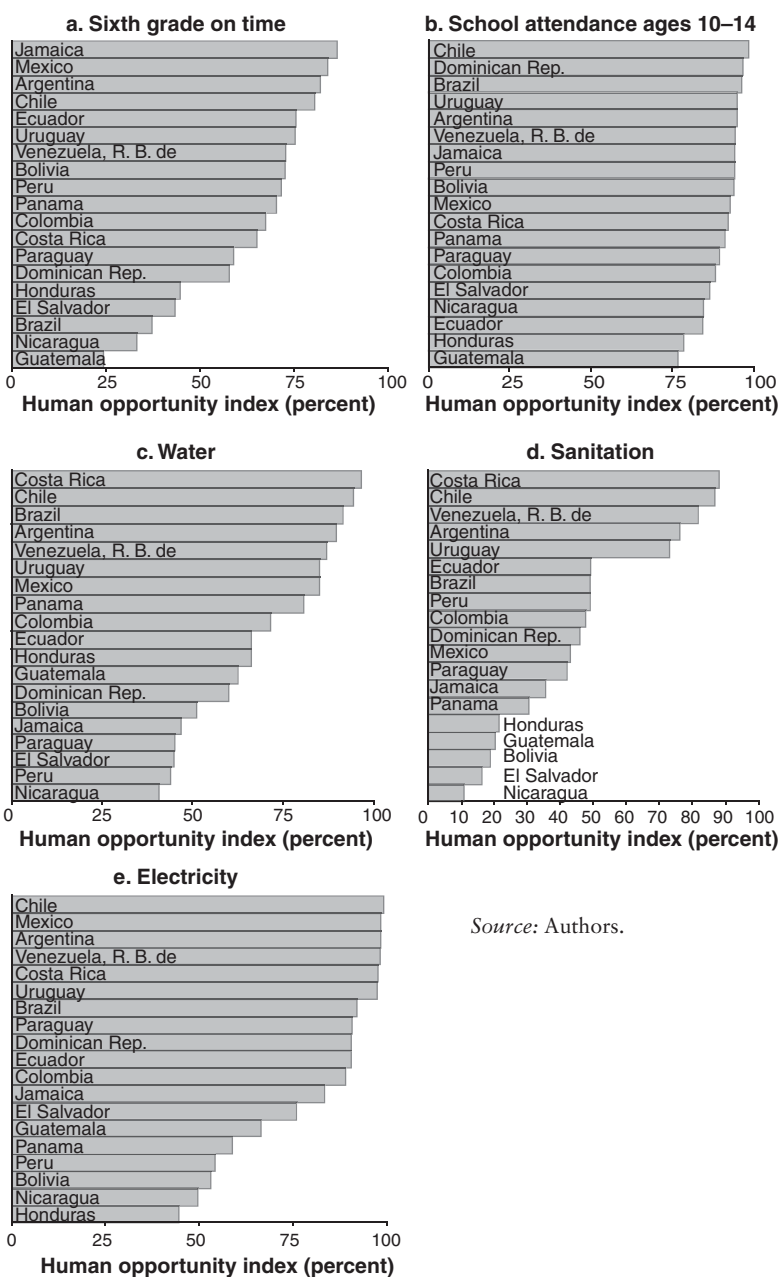 a. Sixth grade on time
Jamaica
Mexico
Argentina
Chile
Ecuador
Uruguay
Venezuela, R. B. de
Bolivia
Peru
Panama
Colombia
Costa Rica
Paraguay
Dominican Rep.
Honduras
El Salvador
Brazil
Nicaragua
Guatemala
0 25 50 75 100
Human opportunity index (percent)
b. School attendance ages 10–14
Chile
Dominican Rep.
Brazil
Uruguay
Argentina
Venezuela, R. B. de
Jamaica
Peru
Bolivia
Mexico
Costa Rica
Panama
Paraguay
Colombia
El Salvador
Nicaragua
Ecuador
Honduras
Guatemala
0 25 50 75 100
Human opportunity index (percent)
c. Water
Costa Rica
Chile
Brazil
Argentina
Venezuela, R. B. de
Uruguay
Mexico
Panama
Colombia
Ecuador
Honduras
Guatemala
Dominican Rep.
Bolivia
Jamaica
Paraguay
El Salvador
Peru
Nicaragua
0 25 50 75 100
Human opportunity index (percent)
d. Sanitation
Costa Rica
Chile
Venezuela, R. B. de
Argentina
Uruguay
Ecuador
Brazil
Peru
Colombia
Dominican Rep.
Mexico
Paraguay
Jamaica
Panama
Honduras
Guatemala
Bolivia
El Salvador
Nicaragua
0 10 20 30 40 50 60 70 80 90 100
Human opportunity index (percent)
e. Electricity
Chile
Mexico
Argentina
Venezuela, R. B. de
Costa Rica
Uruguay
Brazil
Paraguay
Dominican Rep.
Ecuador
Colombia
Jamaica
El Salvador
Guatemala
Panama
Peru
Bolivia
Nicaragua
Honduras
0 25 50 75 100
Human opportunity index (percent)
Source: Authors.